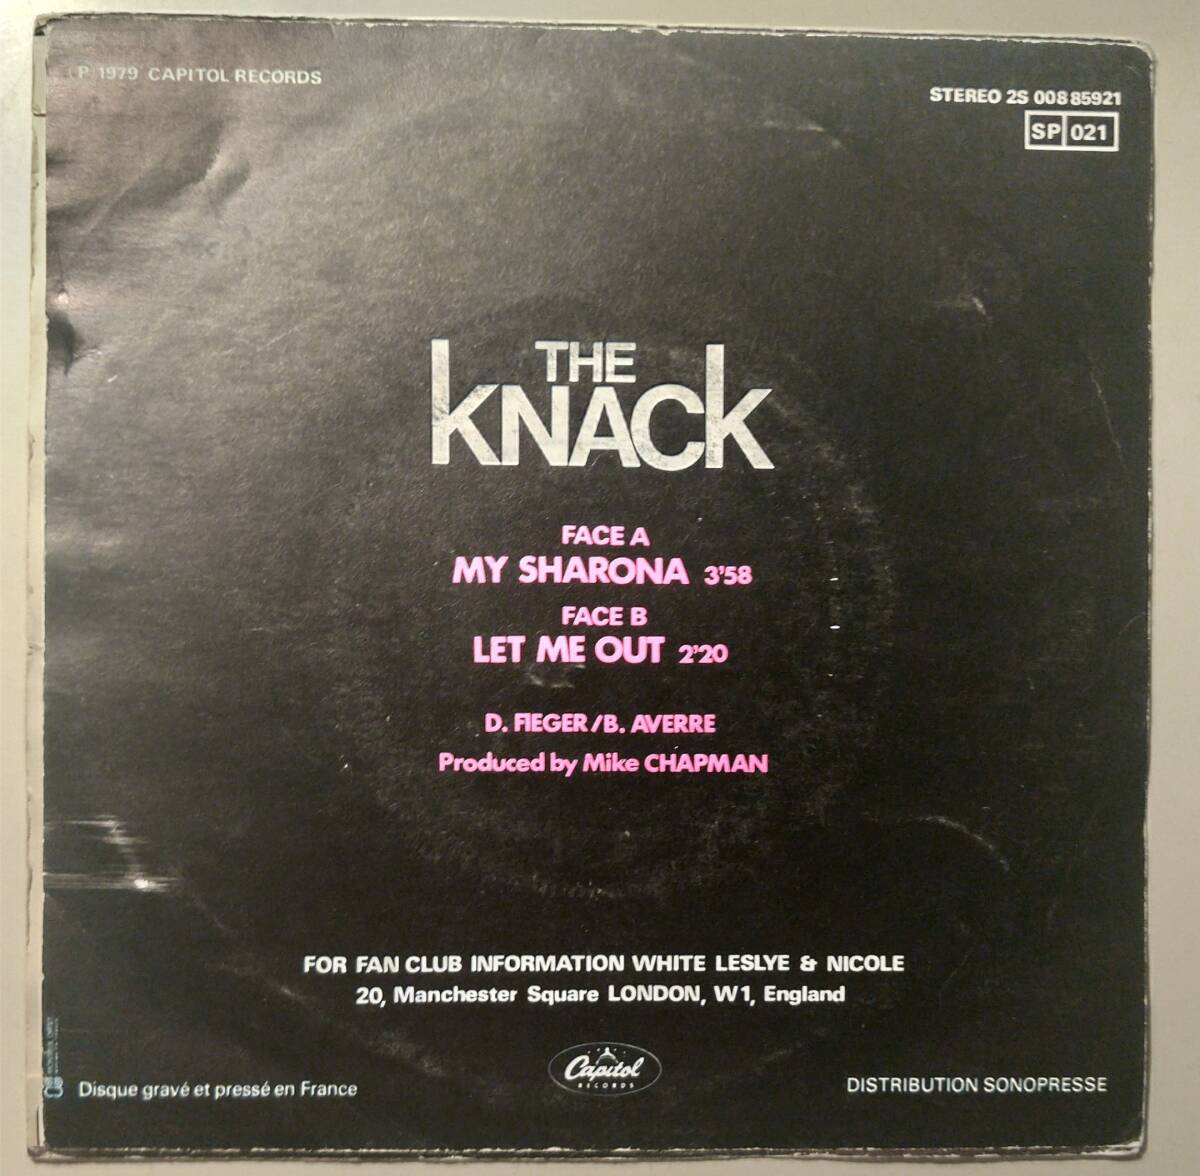 (P) 1979 CAPITOL RECORDS
STEREO 2S 008 85921
SP 021
THE
KNACK
FACE A
MY SHARONA 3'58
FACE B
LET ME OUT 2'20
D. FIEGER/B. AVERRE
Produced by Mike CHAPMAN
FOR FAN CLUB INFORMATION WHITE LESLYE & NICOLE
20, Manchester Square LONDON, W1, England
Capitol
RECORDS
Disque gravé et pressé en France
DISTRIBUTION SONOPRESSE